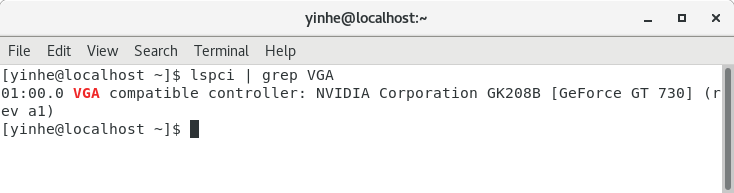 yinhe@localhost:~
File Edit View Search Terminal Help
[yinhe@localhost ~]$ lspci | grep VGA
01:00.0 VGA compatible controller: NVIDIA Corporation GK208B [GeForce GT 730] (r
ev a1)
[yinhe@localhost ~]$